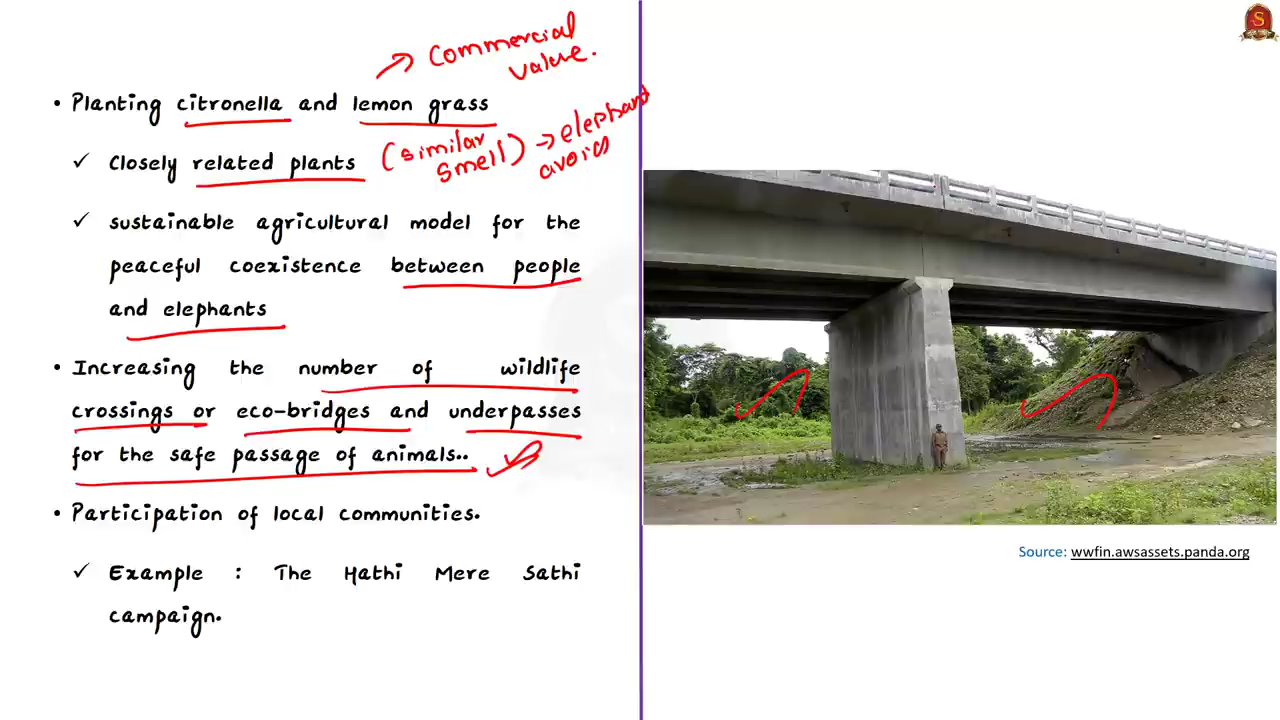 → Commercial
value.
• Planting citronella and lemon grass
✓ Closely related plants
(similar
smell) → elephant
avoid
✓ sustainable agricultural model for the
peaceful coexistence between people
and elephants
• Increasing the number of wildlife
crossings or eco-bridges and underpasses
for the safe passage of animals..
• Participation of local communities.
✓ Example : The Hathi Mere Sathi
campaign.
S
Source: wwfin.awsassets.panda.org